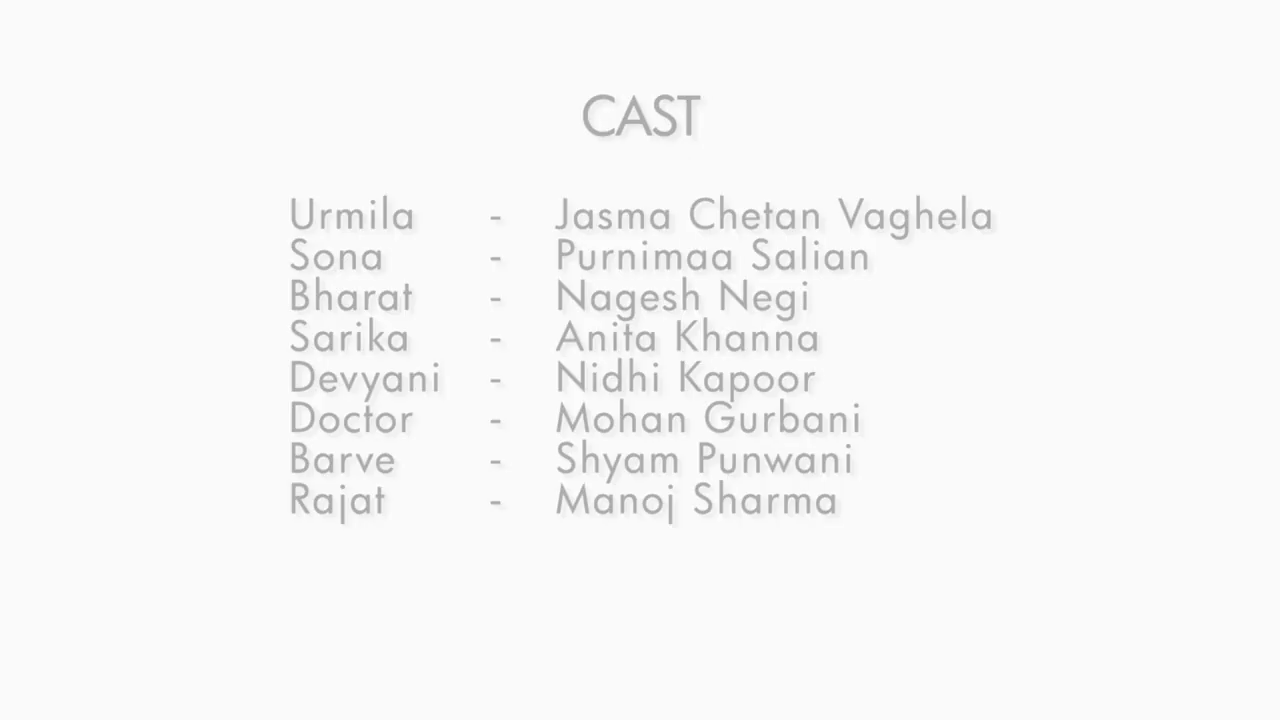 CAST
Urmila - Jasma Chetan Vaghela
Sona - Purnimaa Salian
Bharat - Nagesh Negi
Sarika - Anita Khanna
Devyani - Nidhi Kapoor
Doctor - Mohan Gurbani
Barve - Shyam Punwani
Rajat - Manoj Sharma